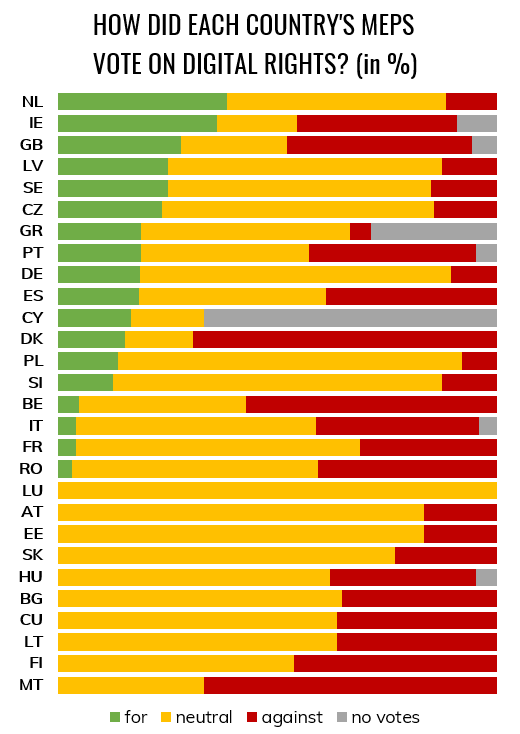 HOW DID EACH COUNTRY'S MEPS
VOTE ON DIGITAL RIGHTS? (in %)
NL
IE
GB
LV
SE
CZ
GR
PT
DE
ES
CY
DK
PL
SI
BE
IT
FR
RO
LU
AT
EE
SK
HU
BG
CU
LT
FI
MT
for neutral against no votes